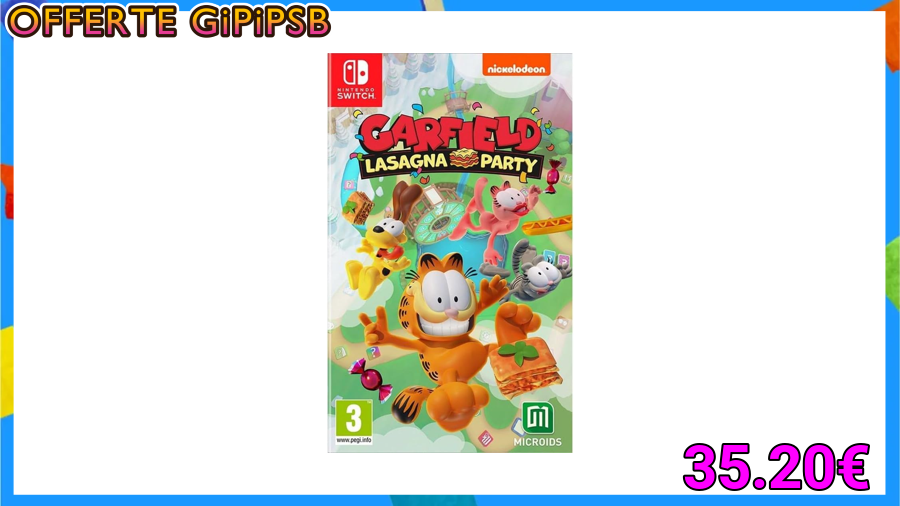 OFFERTE GiPiPSB
NINTENDO
SWITCH.
nickelodeon
GARFIELD
LASAGNA PARTY
3
www.pegi.info
MICROIDS
35.20€